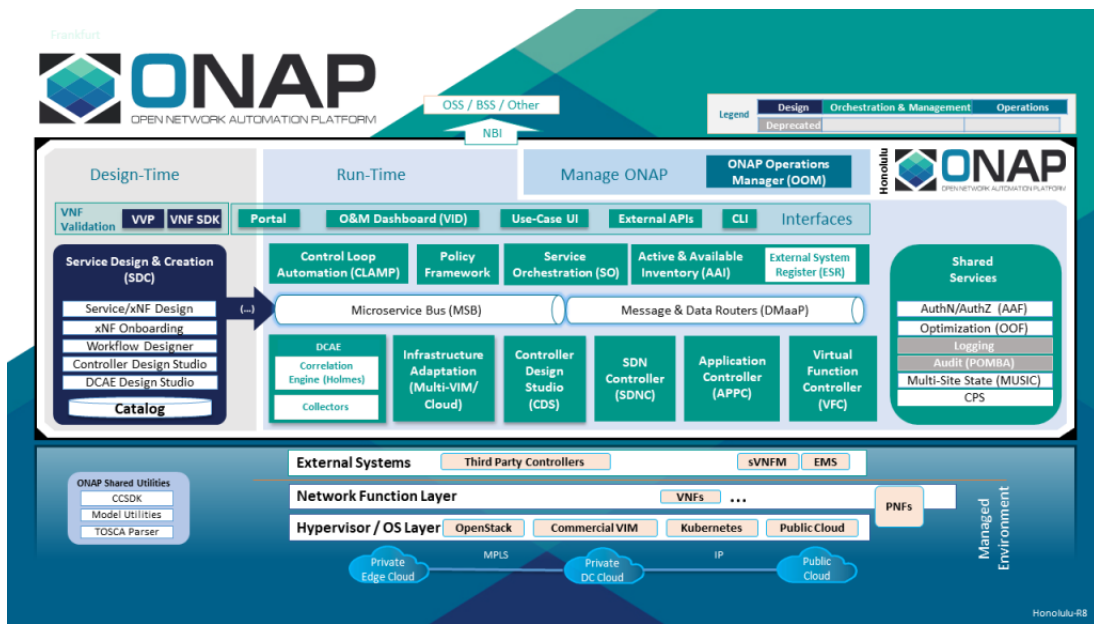 Frankfurt
ONAP
OPEN NETWORK AUTOMATION PLATFORM
OSS / BSS / Other
NBI
Legend
Design
Orchestration & Management
Operations
Deprecated
Design-Time
Run-Time
Manage ONAP
ONAP Operations
Manager (OOM)
Honolulu
ONAP
OPEN NETWORK AUTOMATION PLATFORM
VNF
Validation
VVP
VNF SDK
Portal
O&M Dashboard (VID)
Use-Case UI
External APIs
CLI
Interfaces
Service Design & Creation
(SDC)
Service/xNF Design
xNF Onboarding
Workflow Designer
Controller Design Studio
DCAE Design Studio
Catalog
(...)
Control Loop
Automation (CLAMP)
Policy
Framework
Service
Orchestration (SO)
Active & Available
Inventory (AAI)
External System
Register (ESR)
Microservice Bus (MSB)
Message & Data Routers (DMaaP)
DCAE
Correlation
Engine (Holmes)
Collectors
Infrastructure
Adaptation
(Multi-VIM/
Cloud)
Controller
Design
Studio
(CDS)
SDN
Controller
(SDNC)
Application
Controller
(APPC)
Virtual
Function
Controller
(VFC)
Shared
Services
AuthN/AuthZ (AAF)
Optimization (OOF)
Logging
Audit (POMBA)
Multi-Site State (MUSIC)
CPS
ONAP Shared Utilities
CCSDK
Model Utilities
TOSCA Parser
External Systems
Third Party Controllers
sVNFM
EMS
Network Function Layer
VNFs
...
PNFs
Hypervisor / OS Layer
OpenStack
Commercial VIM
Kubernetes
Public Cloud
Managed
Environment
Private
Edge Cloud
MPLS
Private
DC Cloud
IP
Public
Cloud
Honolulu-R8